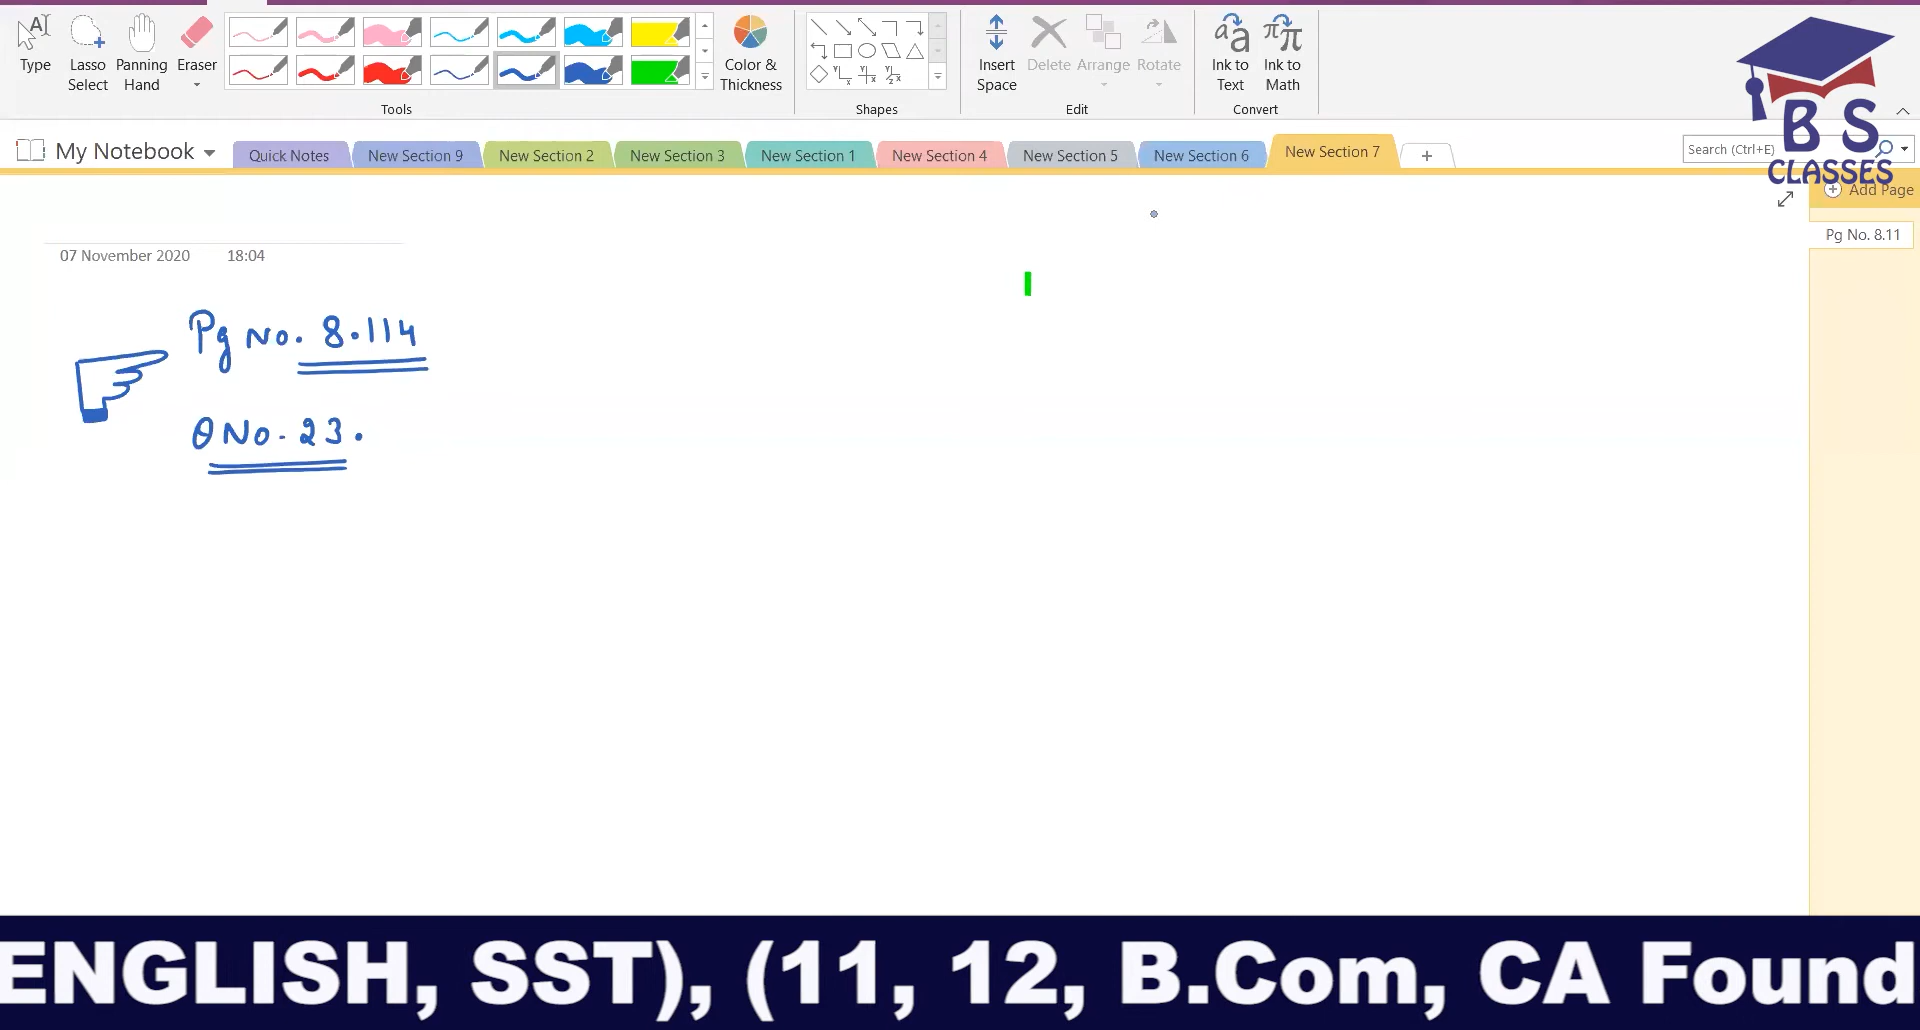 Type
Lasso Select
Panning Hand
Eraser
Color & Thickness
Insert Space
Delete
Arrange
Rotate
Ink to Text
Ink to Math
Tools
Shapes
Edit
Convert
B S
CLASSES
My Notebook
Quick Notes
New Section 9
New Section 2
New Section 3
New Section 1
New Section 4
New Section 5
New Section 6
New Section 7
Search (Ctrl+E)
Add Page
Pg No. 8.11
07 November 2020 18:04
Pg No. 8.114
Q No. 23.
ENGLISH, SST), (11, 12, B.Com, CA Found